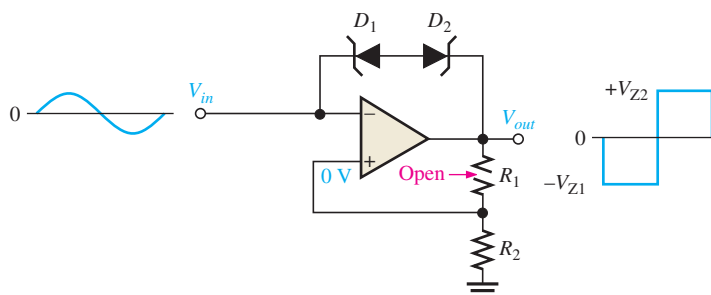 D1 D2
Vin
0
+VZ2
−
Vout
0
+
0 V
Open
R1
−VZ1
R2